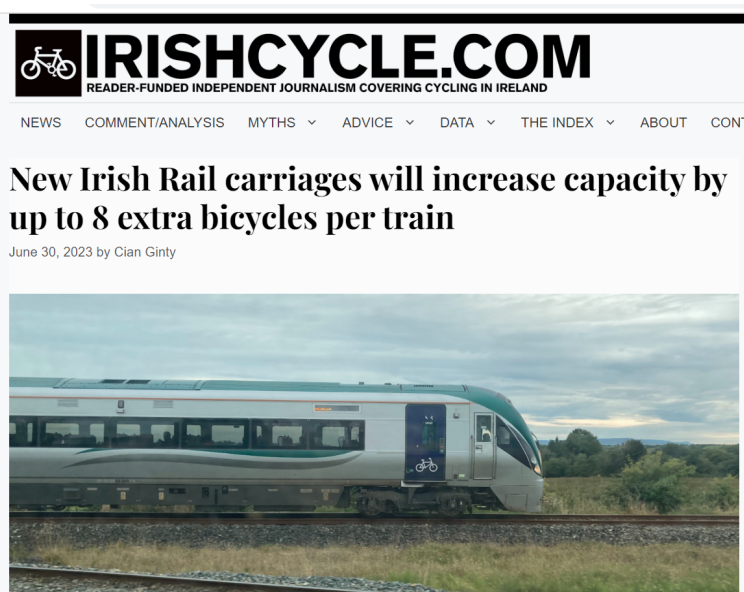 IRISHCYCLE.COM
READER-FUNDED INDEPENDENT JOURNALISM COVERING CYCLING IN IRELAND
NEWS COMMENT/ANALYSIS MYTHS ADVICE DATA THE INDEX ABOUT CONT
New Irish Rail carriages will increase capacity by
up to 8 extra bicycles per train
June 30, 2023 by Cian Ginty